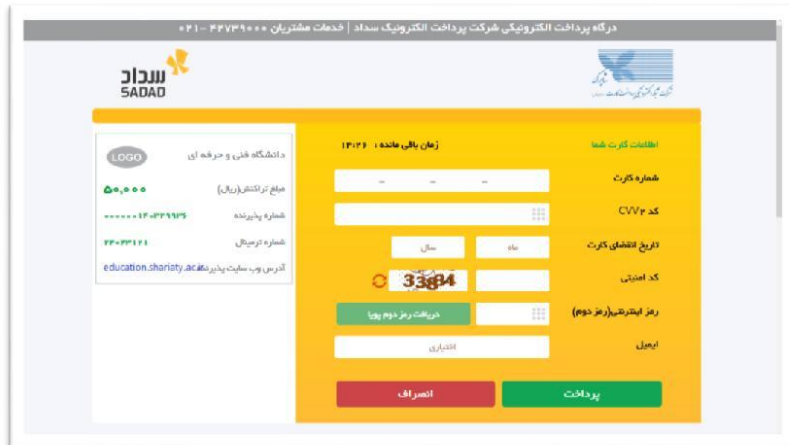 درگاه پرداخت الکترونیکی شرکت پرداخت الکترونیک سداد | خدمات مشتریان ۴۲۷۳۹۰۰۰ -۰۲۱
سداد
SADAD
شاپرک
اطلاعات کارت شما
زمان باقی مانده :
شماره کارت
- - -
کد CVV۲
تاریخ انقضای کارت
ماه
سال
کد امنیتی
رمز اینترنتی(رمز دوم)
دریافت رمز دوم پویا
ایمیل
اختیاری
پرداخت
انصراف
دانشگاه فنی و حرفه ای
LOGO
مبلغ تراکنش(ریال)
۵۰,۰۰۰
شماره پذیرنده
شماره ترمینال
آدرس وب سایت پذیرنده
education.shariaty.ac.ir